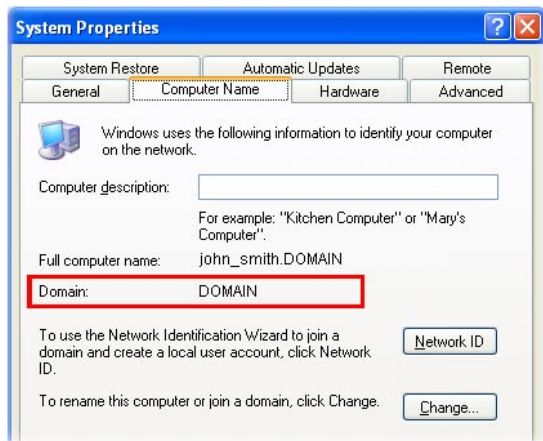 System Properties
System Restore Automatic Updates Remote
General Computer Name Hardware Advanced
Windows uses the following information to identify your computer
on the network.
Computer description:
For example: "Kitchen Computer" or "Mary's
Computer".
Full computer name: john_smith.DOMAIN
Domain: DOMAIN
To use the Network Identification Wizard to join a
domain and create a local user account, click Network
ID.
Network ID
To rename this computer or join a domain, click Change.
Change...